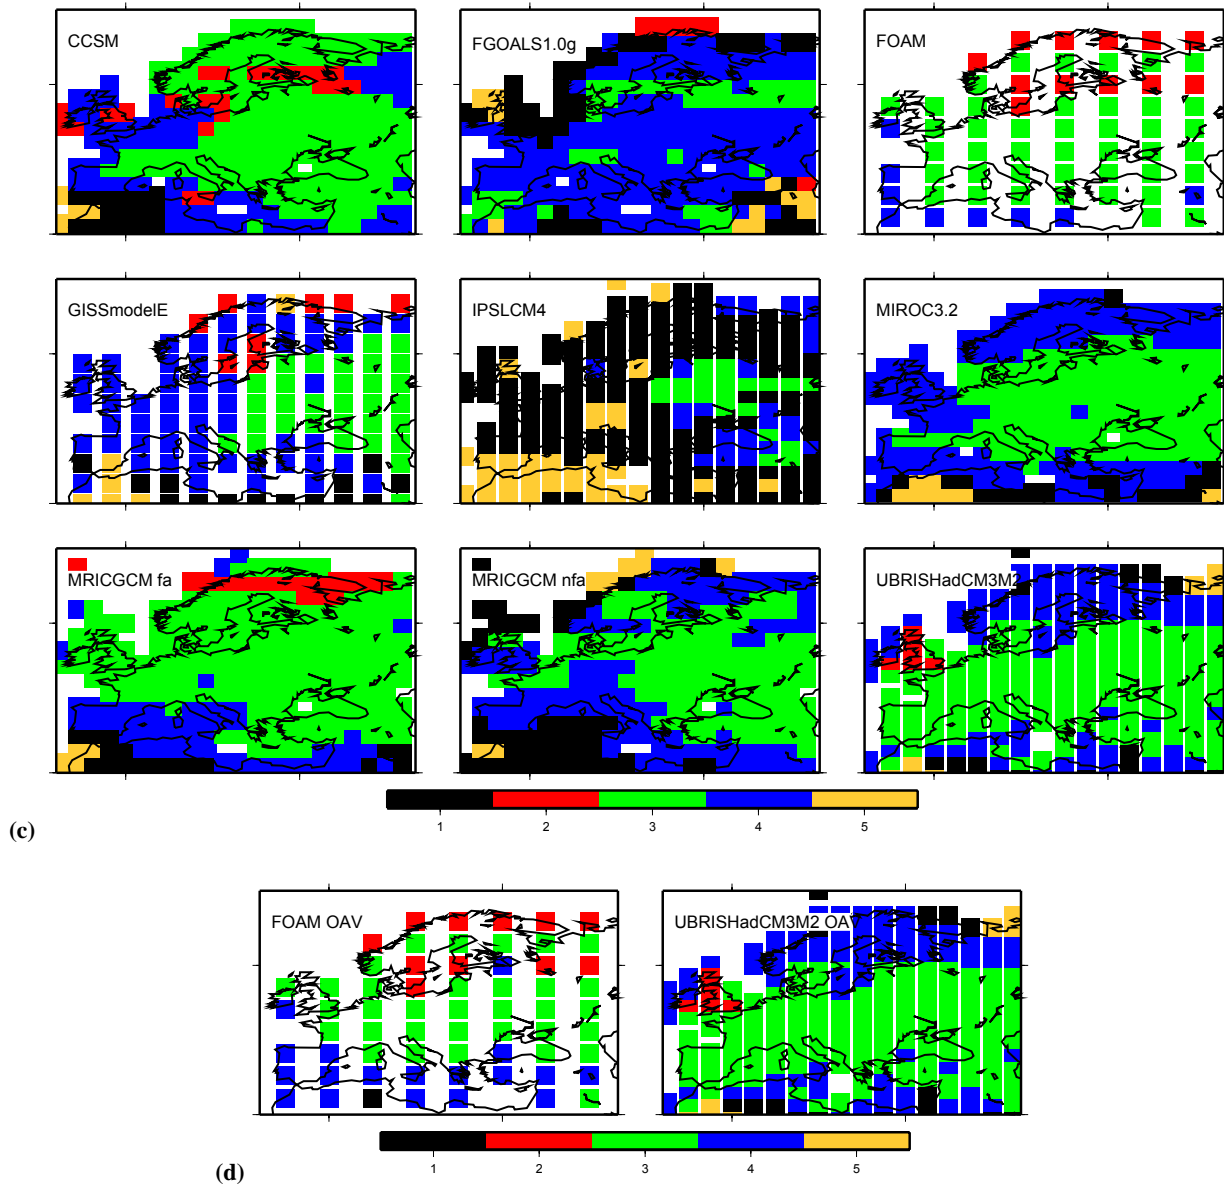 CCSM
FGOALS1.0g
FOAM
GISSmodelE
IPSLCM4
MIROC3.2
MRICGCM fa
MRICGCM nfa
UBRISHadCM3M2
1 2 3 4 5
(c)
FOAM OAV
UBRISHadCM3M2 OAV
1 2 3 4 5
(d)